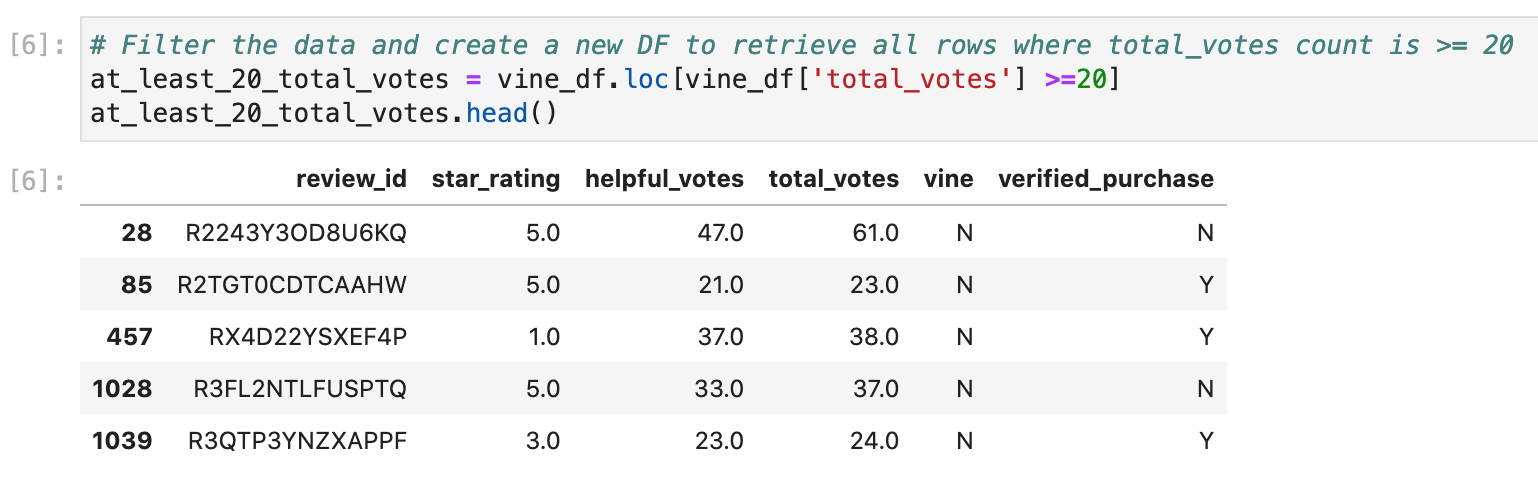 [6]: # Filter the data and create a new DF to retrieve all rows where total_votes count is >= 20
at_least_20_total_votes = vine_df.loc[vine_df['total_votes'] >=20]
at_least_20_total_votes.head()
[6]: review_id star_rating helpful_votes total_votes vine verified_purchase
28 R2243Y3OD8U6KQ 5.0 47.0 61.0 N N
85 R2TGT0CDTCAAHW 5.0 21.0 23.0 N Y
457 RX4D22YSXEF4P 1.0 37.0 38.0 N Y
1028 R3FL2NTLFUSPTQ 5.0 33.0 37.0 N N
1039 R3QTP3YNZXAPPF 3.0 23.0 24.0 N Y